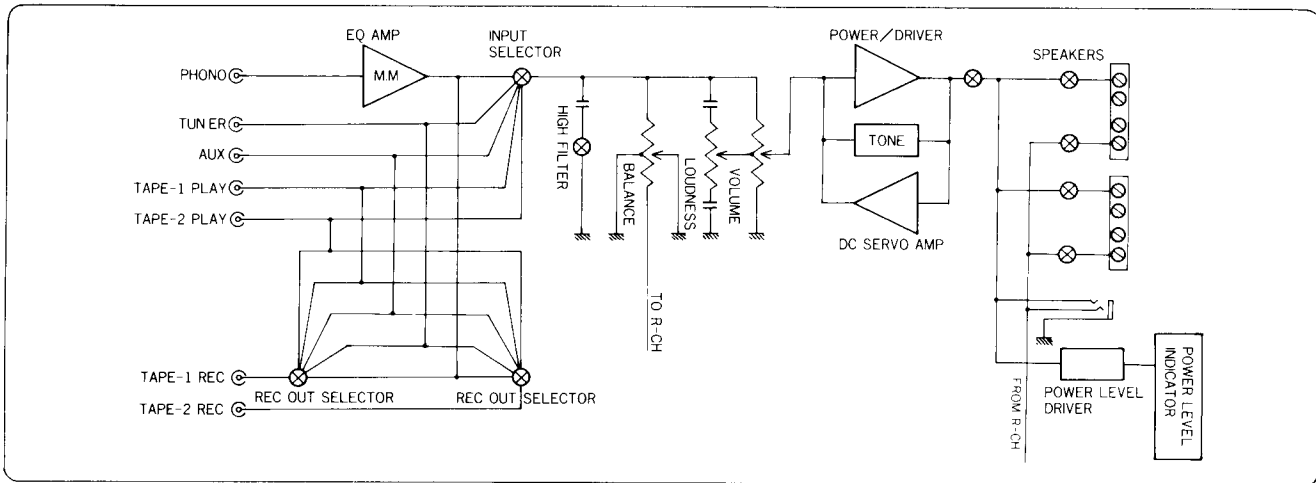 EQ AMP
INPUT
SELECTOR
POWER/DRIVER
SPEAKERS
PHONO
M.M
TUNER
AUX
TAPE-1 PLAY
TAPE-2 PLAY
HIGH FILTER
BALANCE
LOUDNESS
VOLUME
TONE
DC SERVO AMP
TO R-CH
TAPE-1 REC
TAPE-2 REC
REC OUT SELECTOR
REC OUT SELECTOR
FROM R-CH
POWER LEVEL
DRIVER
POWER LEVEL
INDICATOR